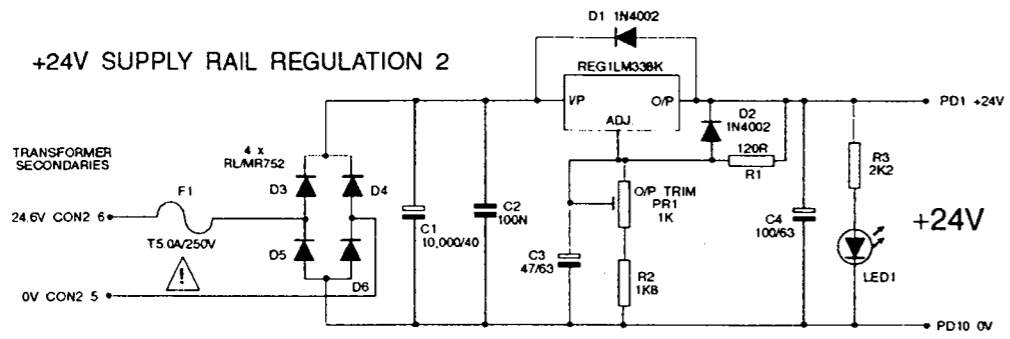 D1 1N4002
+24V SUPPLY RAIL REGULATION 2
REG1LM338K
I/P
O/P
ADJ.
PD1 +24V
D2
1N4002
TRANSFORMER
SECONDARIES
4 x
RL/MR752
120R
R1
R3
2K2
F1
D3
D4
O/P TRIM
PR1
1K
24.6V CON2 6
C1
10,000/40
C2
100N
C4
100/63
+24V
T5.0A/250V
D5
C3
47/63
R2
1K8
LED1
!
D6
0V CON2 5
PD10 0V